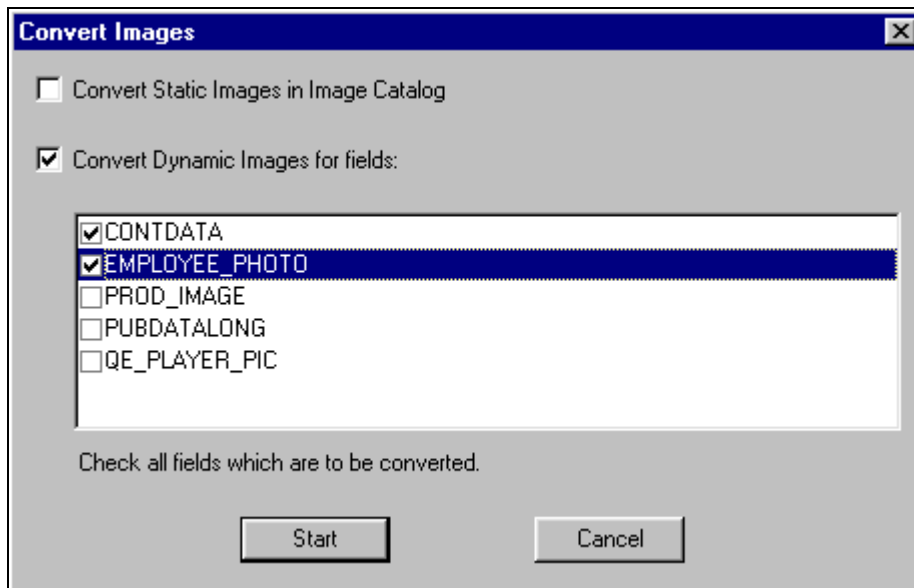 Convert Images
Convert Static Images in Image Catalog
Convert Dynamic Images for fields:
CONTDATA
EMPLOYEE_PHOTO
PROD_IMAGE
PUBDATALONG
QE_PLAYER_PIC
Check all fields which are to be converted.
Start
Cancel